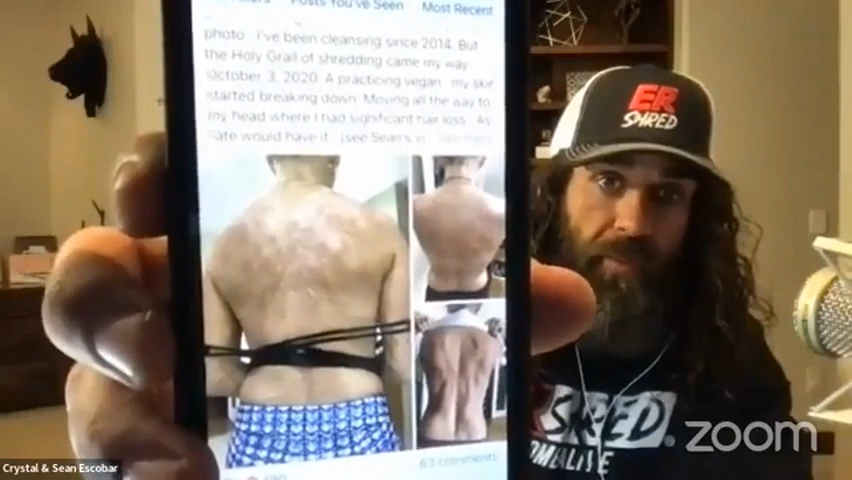 Posts You've Seen Most Recent
photo I've been cleansing since 2014. But
the Holy Grail of shredding came my way
October 3, 2020. A practicing vegan my skin
started breaking down. Moving all the way to
my head where I had significant hair loss. As
fate would have it. (see Sean's
63 comments
ER
SHRED
SHRED
zoom
Crystal & Sean Escobar